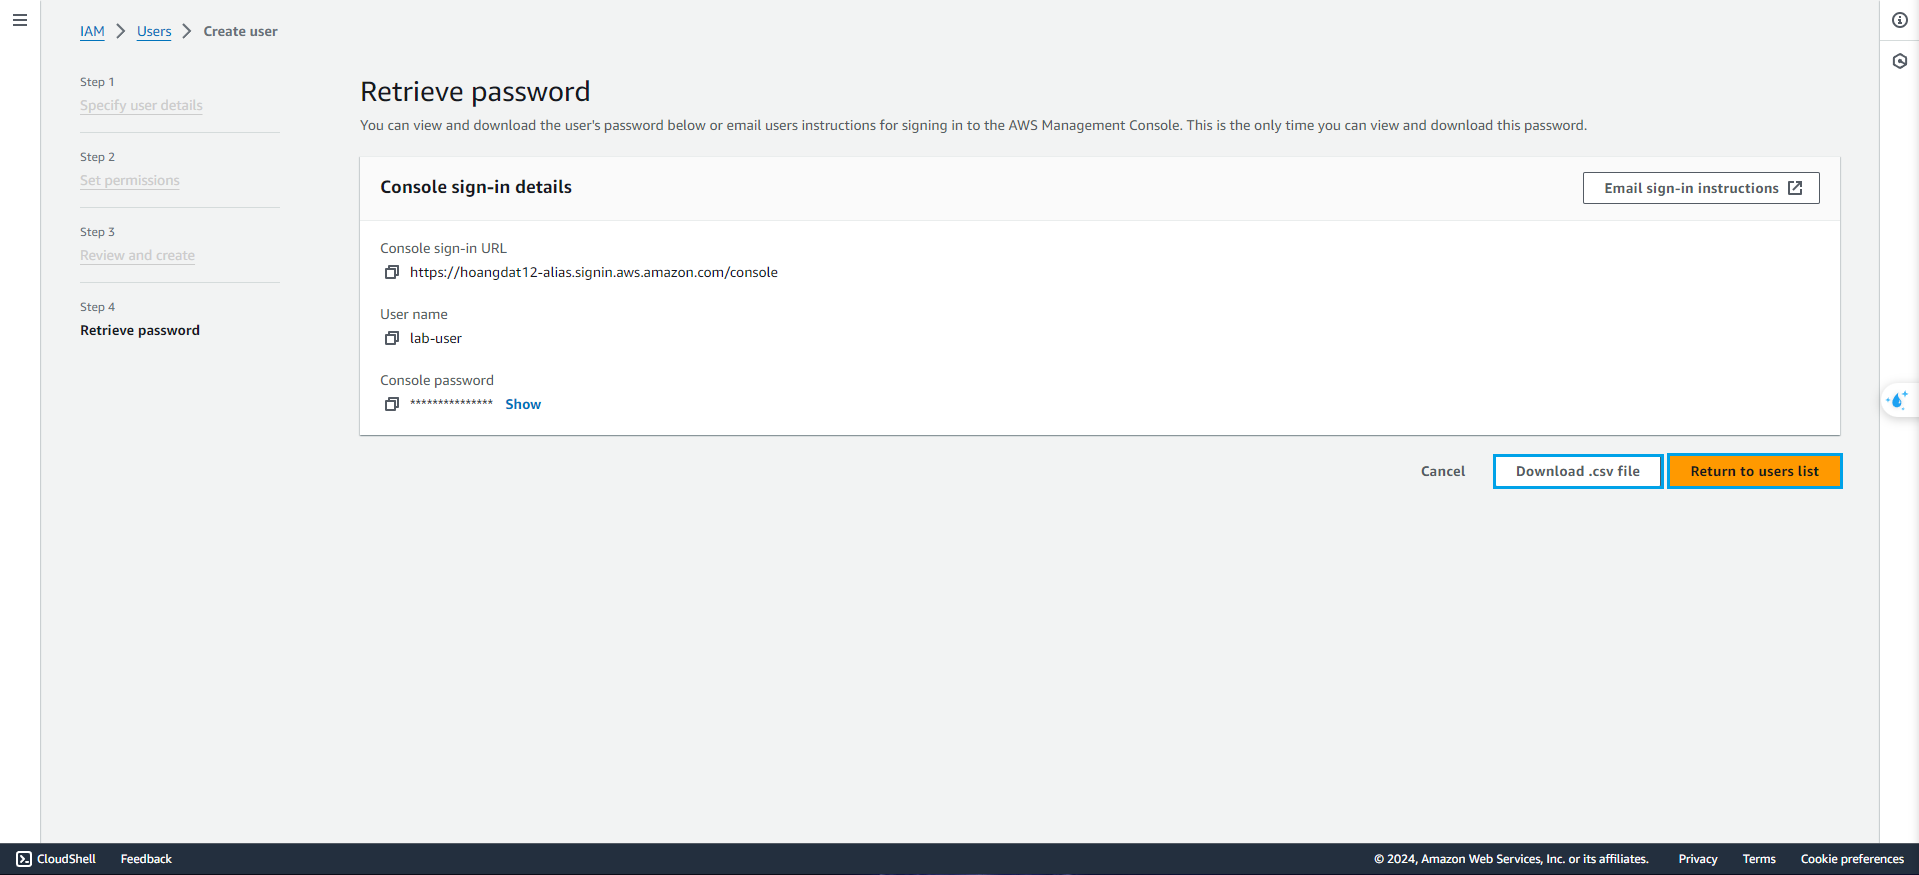 IAM > Users > Create user
Step 1
Specify user details
Step 2
Set permissions
Step 3
Review and create
Step 4
Retrieve password
Retrieve password
You can view and download the user's password below or email users instructions for signing in to the AWS Management Console. This is the only time you can view and download this password.
Console sign-in details
Email sign-in instructions
Console sign-in URL
https://hoangdat12-alias.signin.aws.amazon.com/console
User name
lab-user
Console password
*************** Show
Cancel Download .csv file Return to users list
CloudShell Feedback © 2024, Amazon Web Services, Inc. or its affiliates. Privacy Terms Cookie preferences